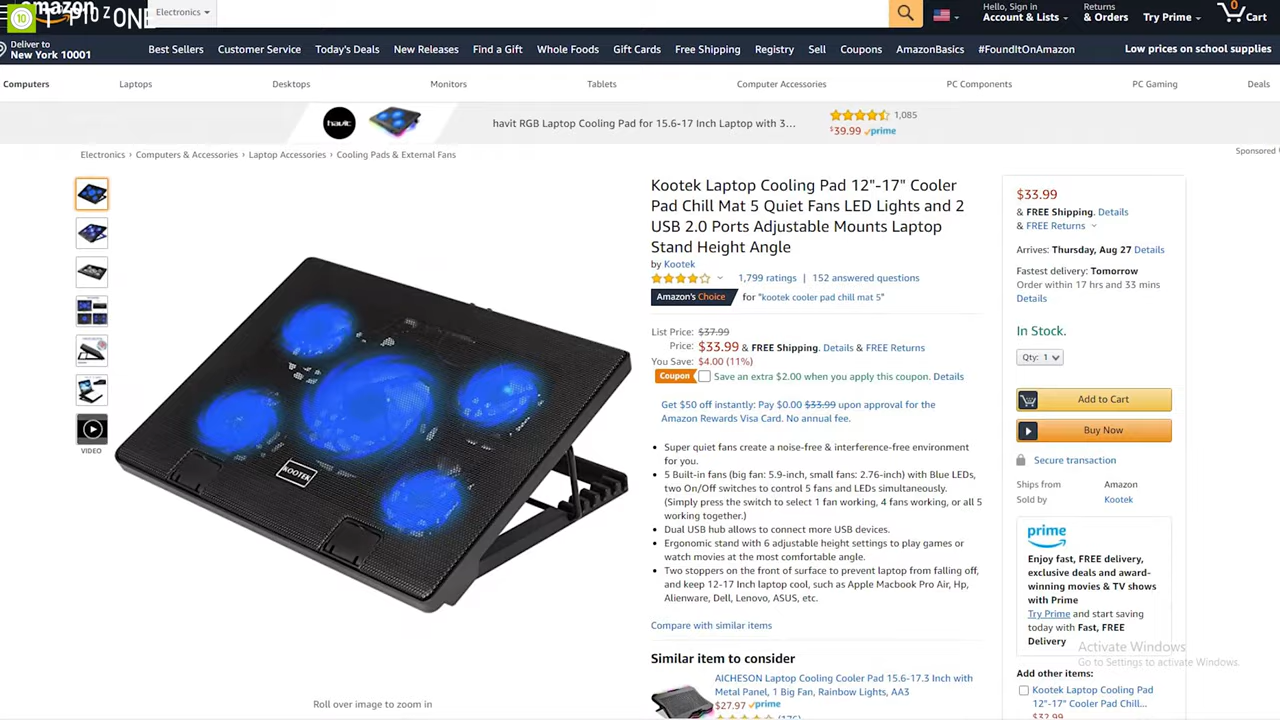 amazon
10
Electronics
Hello, Sign in
Account & Lists
Returns
& Orders
Try Prime
0
Cart
Deliver to
New York 10001
Best Sellers
Customer Service
Today's Deals
New Releases
Find a Gift
Whole Foods
Gift Cards
Free Shipping
Registry
Sell
Coupons
AmazonBasics
#FoundItOnAmazon
Low prices on school supplies
Computers
Laptops
Desktops
Monitors
Tablets
Computer Accessories
PC Components
PC Gaming
Deals
havit
havit RGB Laptop Cooling Pad for 15.6-17 Inch Laptop with 3...
1,085
$39.99 prime
Electronics › Computers & Accessories › Laptop Accessories › Cooling Pads & External Fans
Sponsored
Kootek Laptop Cooling Pad 12"-17" Cooler
Pad Chill Mat 5 Quiet Fans LED Lights and 2
USB 2.0 Ports Adjustable Mounts Laptop
Stand Height Angle
by Kootek
1,799 ratings | 152 answered questions
Amazon's Choice for "kootek cooler pad chill mat 5"
List Price: $37.99
Price: $33.99 & FREE Shipping. Details & FREE Returns
You Save: $4.00 (11%)
Coupon Save an extra $2.00 when you apply this coupon. Details
Get $50 off instantly: Pay $0.00 $33.99 upon approval for the
Amazon Rewards Visa Card. No annual fee.
• Super quiet fans create a noise-free & interference-free environment
for you.
• 5 Built-in fans (big fan: 5.9-inch, small fans: 2.76-inch) with Blue LEDs,
two On/Off switches to control 5 fans and LEDs simultaneously.
(Simply press the switch to select 1 fan working, 4 fans working, or all 5
working together.)
• Dual USB hub allows to connect more USB devices.
• Ergonomic stand with 6 adjustable height settings to play games or
watch movies at the most comfortable angle.
• Two stoppers on the front of surface to prevent laptop from falling off,
and keep 12-17 Inch laptop cool, such as Apple Macbook Pro Air, Hp,
Alienware, Dell, Lenovo, ASUS, etc.
Compare with similar items
Similar item to consider
AICHESON Laptop Cooling Cooler Pad 15.6-17.3 Inch with
Metal Panel, 1 Big Fan, Rainbow Lights, AA3
$27.97 prime
(176)
KOOTEK
VIDEO
Roll over image to zoom in
$33.99
& FREE Shipping. Details
& FREE Returns
Arrives: Thursday, Aug 27 Details
Fastest delivery: Tomorrow
Order within 17 hrs and 33 mins
Details
In Stock.
Qty: 1
Add to Cart
Buy Now
Secure transaction
Ships from Amazon
Sold by Kootek
prime
Enjoy fast, FREE delivery,
exclusive deals and award-
winning movies & TV shows
with Prime
Try Prime and start saving
today with Fast, FREE
Delivery
Activate Windows
Go to Settings to activate Windows.
Add other items:
Kootek Laptop Cooling Pad
12"-17" Cooler Pad Chill...
$32.99